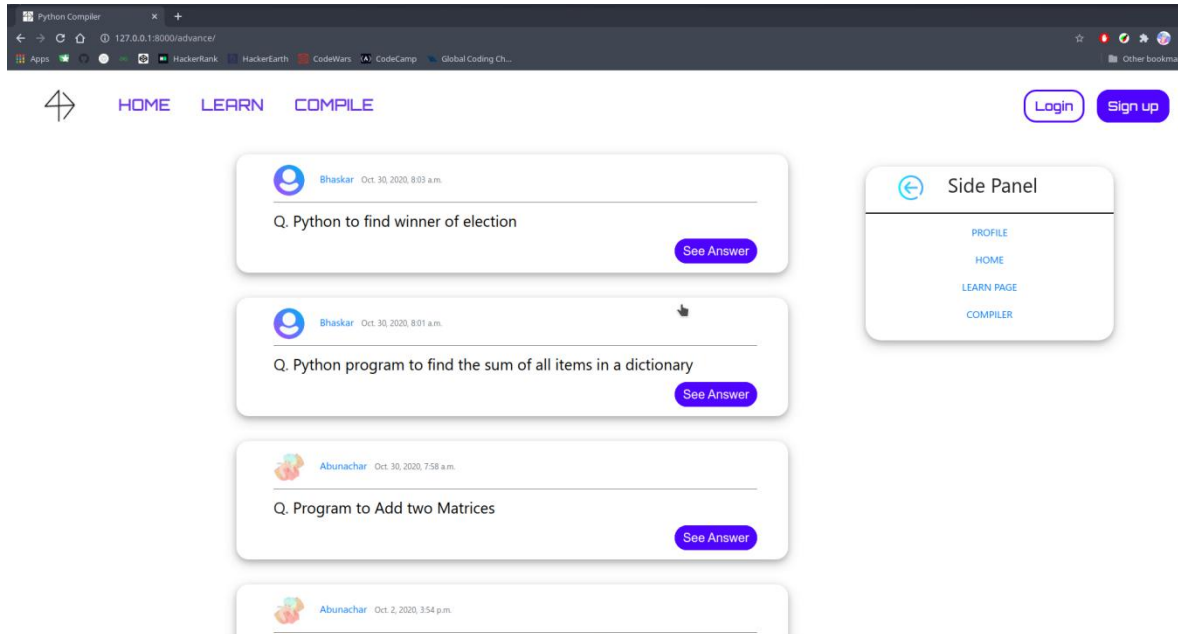 Python Compiler
127.0.0.1:8000/advance/
Apps HackerRank HackerEarth CodeWars CodeCamp Global Coding Ch... Other bookma
HOME LEARN COMPILE Login Sign up
Bhaskar Oct. 30, 2020, 8:03 a.m.
Q. Python to find winner of election
See Answer
Bhaskar Oct. 30, 2020, 8:01 a.m.
Q. Python program to find the sum of all items in a dictionary
See Answer
Abunachar Oct. 30, 2020, 7:58 a.m.
Q. Program to Add two Matrices
See Answer
Abunachar Oct. 2, 2020, 3:54 p.m.
Side Panel
PROFILE
HOME
LEARN PAGE
COMPILER